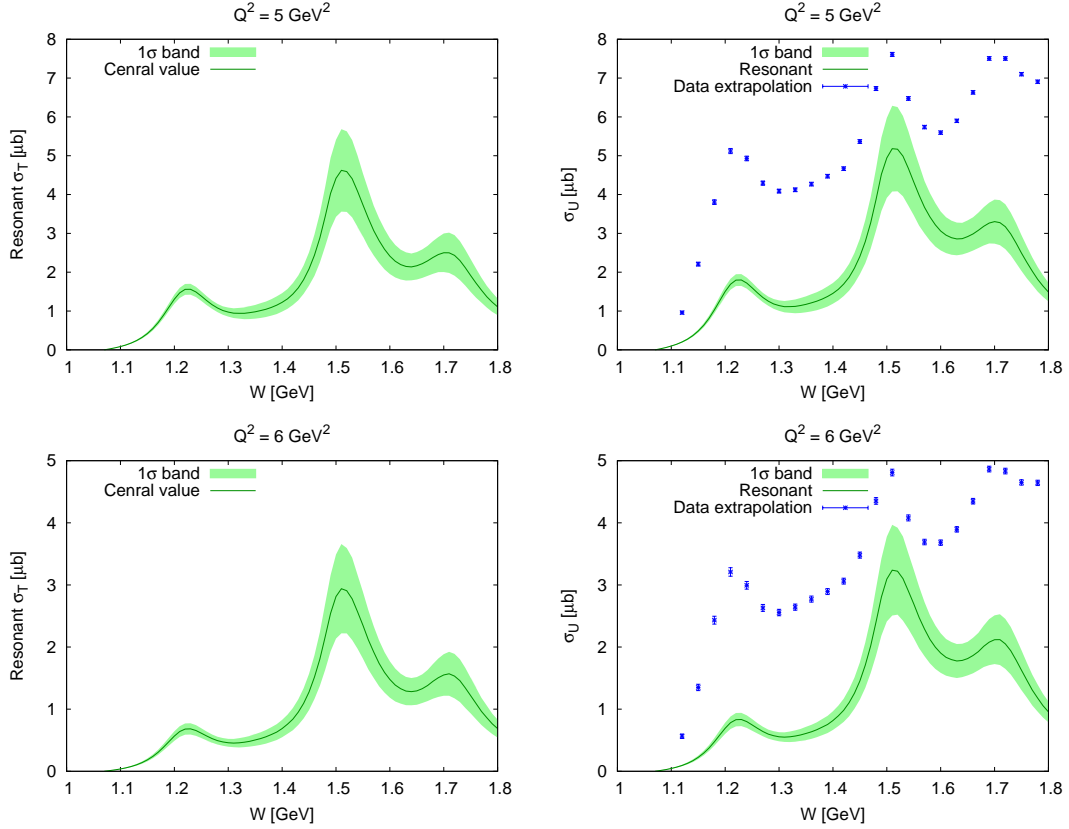 Q² = 5 GeV²
Resonant σ_T [μb]
8
7
6
5
4
3
2
1
0
1σ band
Cenral value
1 1.1 1.2 1.3 1.4 1.5 1.6 1.7 1.8
W [GeV]
Q² = 5 GeV²
σ_U [μb]
8
7
6
5
4
3
2
1
0
1σ band
Resonant
Data extrapolation
1 1.1 1.2 1.3 1.4 1.5 1.6 1.7 1.8
W [GeV]
Q² = 6 GeV²
Resonant σ_T [μb]
5
4
3
2
1
0
1σ band
Cenral value
1 1.1 1.2 1.3 1.4 1.5 1.6 1.7 1.8
W [GeV]
Q² = 6 GeV²
σ_U [μb]
5
4
3
2
1
0
1σ band
Resonant
Data extrapolation
1 1.1 1.2 1.3 1.4 1.5 1.6 1.7 1.8
W [GeV]